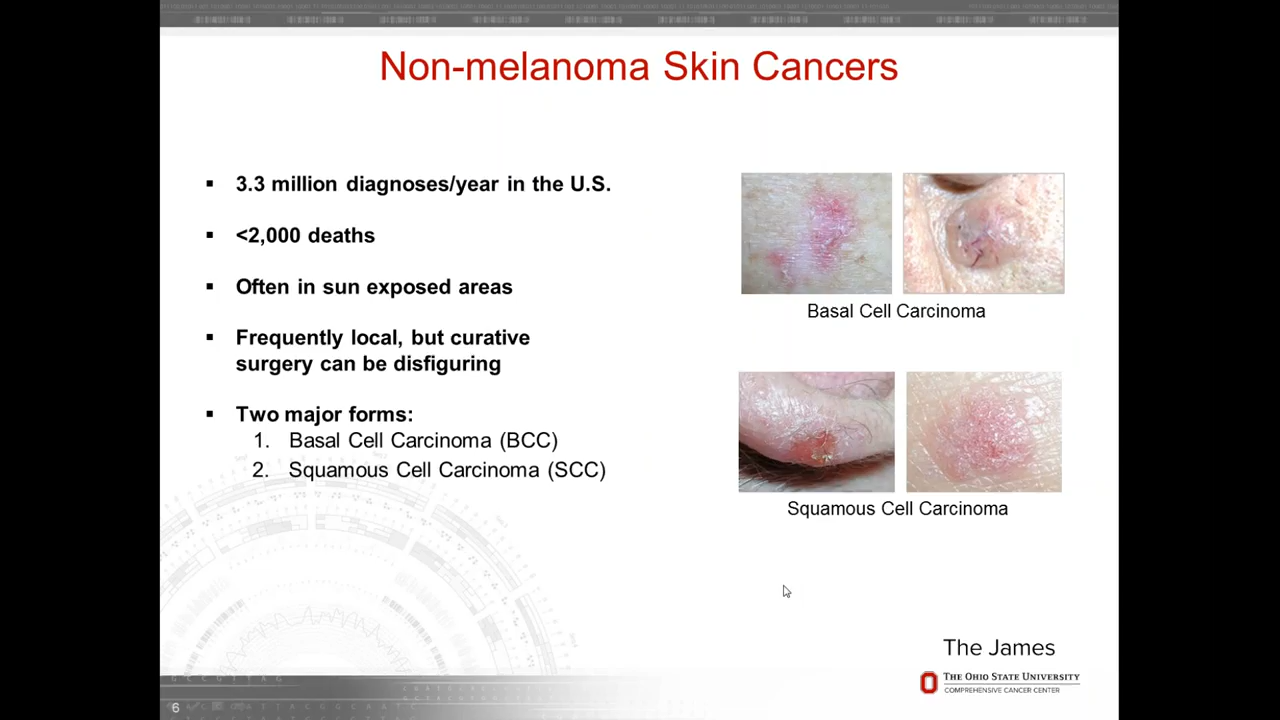 Non-melanoma Skin Cancers
▪ 3.3 million diagnoses/year in the U.S.
▪ <2,000 deaths
▪ Often in sun exposed areas
▪ Frequently local, but curative
surgery can be disfiguring
▪ Two major forms:
1. Basal Cell Carcinoma (BCC)
2. Squamous Cell Carcinoma (SCC)
Basal Cell Carcinoma
Squamous Cell Carcinoma
The James
THE OHIO STATE UNIVERSITY
COMPREHENSIVE CANCER CENTER
6